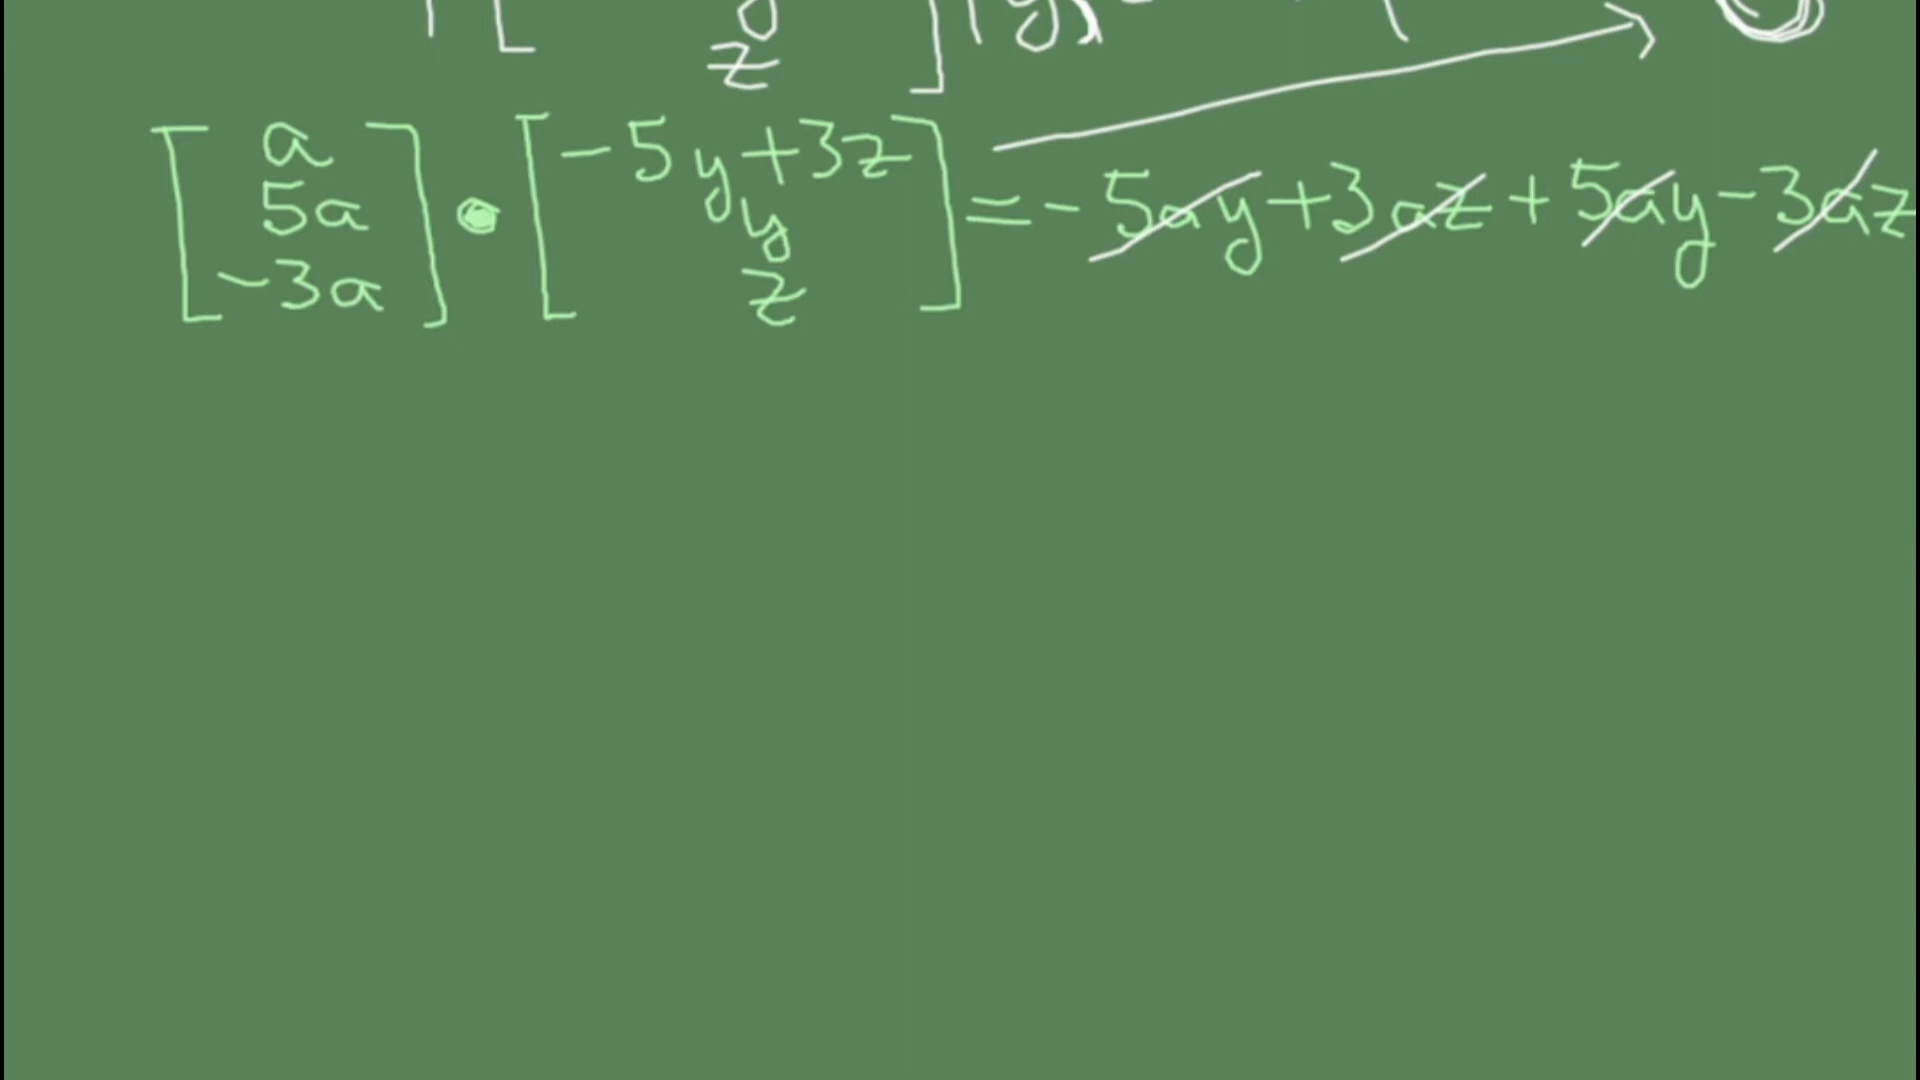 z
[a 5a -3a] • [-5y+3z y z] = -5ay+3az+5ay-3az